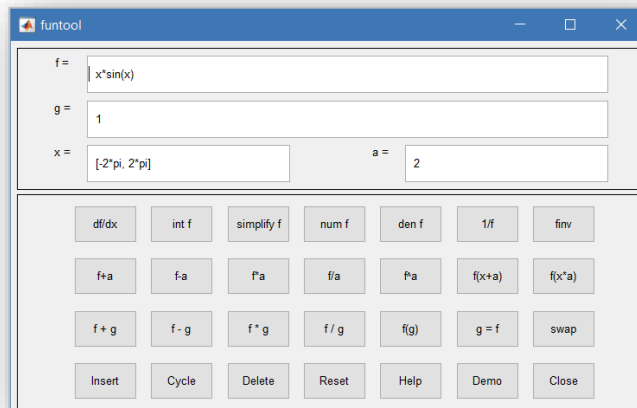 funtool
f = x*sin(x)
g = 1
x = [-2*pi, 2*pi] a = 2
df/dx int f simplify f num f den f 1/f finv
f+a f-a f*a f/a f^a f(x+a) f(x*a)
f + g f - g f * g f / g f(g) g = f swap
Insert Cycle Delete Reset Help Demo Close